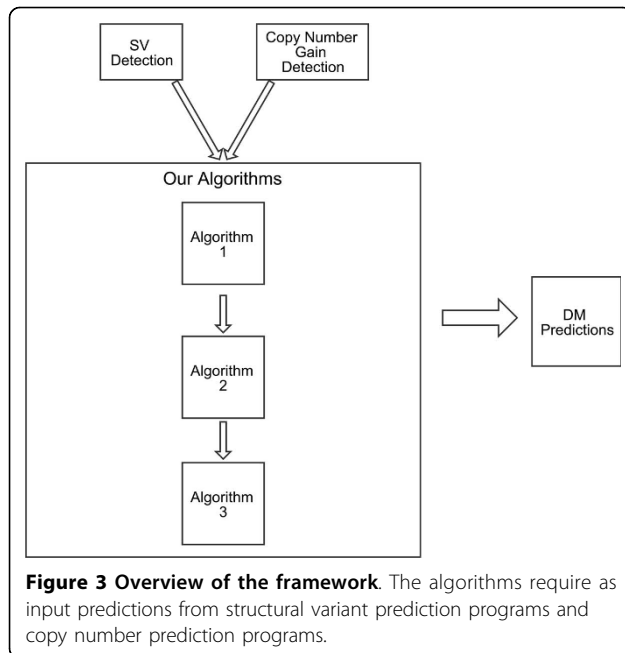 SV
Detection
Copy Number
Gain
Detection
Our Algorithms
Algorithm
1
Algorithm
2
Algorithm
3
DM
Predictions
Figure 3 Overview of the framework. The algorithms require as
input predictions from structural variant prediction programs and
copy number prediction programs.